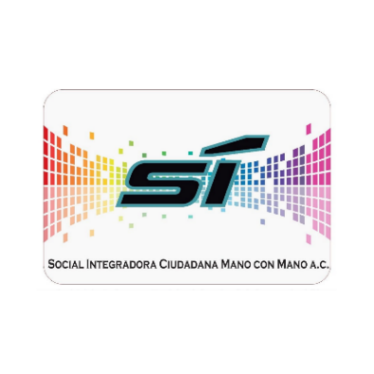 SÍ
SOCIAL INTEGRADORA CIUDADANA MANO CON MANO A.C.